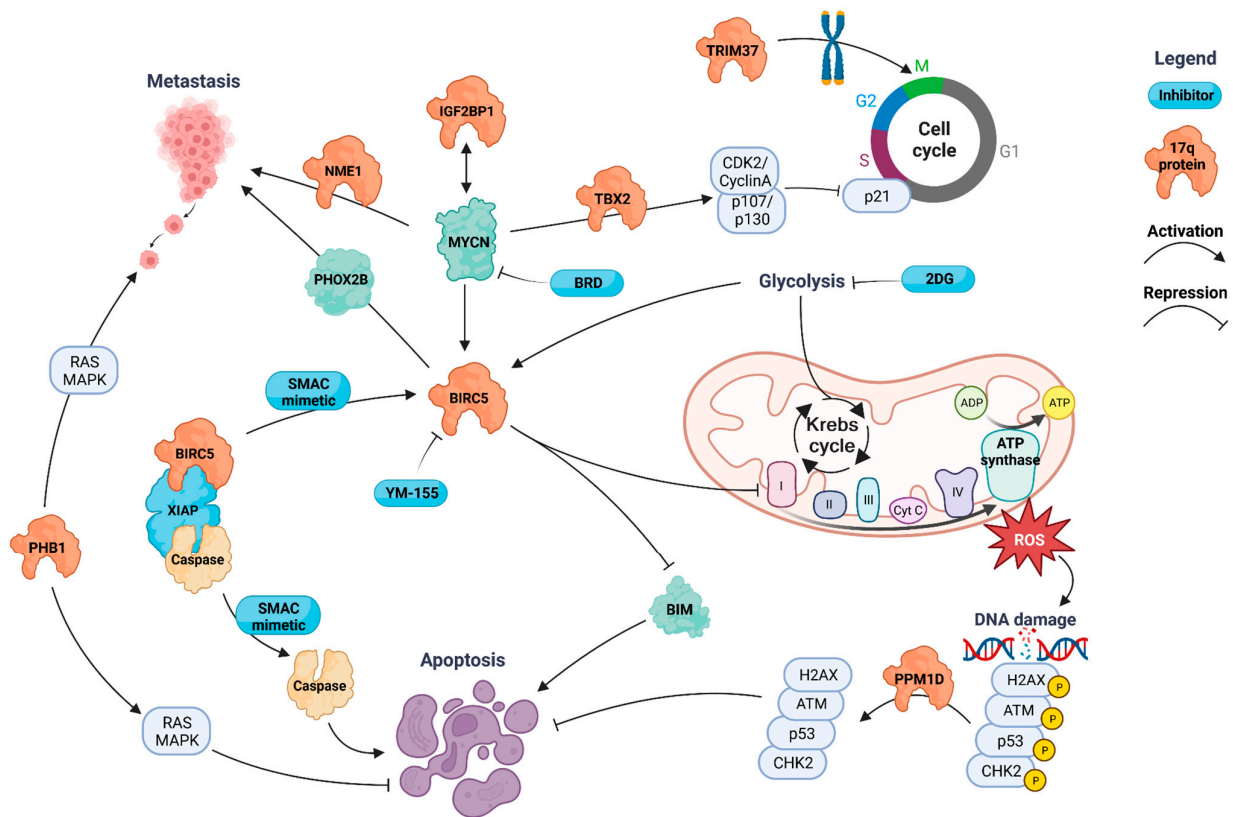 Metastasis
TRIM37
M
G2
S
G1
Cell
cycle
Legend
Inhibitor
17q
protein
Activation
Repression
IGF2BP1
NME1
TBX2
CDK2/
CyclinA
p107/
p130
p21
MYCN
BRD
PHOX2B
Glycolysis
2DG
RAS
MAPK
SMAC
mimetic
BIRC5
YM-155
Krebs
cycle
ADP
ATP
ATP
synthase
I
II
III
Cyt C
IV
ROS
BIRC5
XIAP
Caspase
PHB1
SMAC
mimetic
Caspase
RAS
MAPK
Apoptosis
BIM
DNA damage
PPM1D
H2AX
ATM
p53
CHK2
H2AX
P
ATM
P
p53
P
CHK2
P